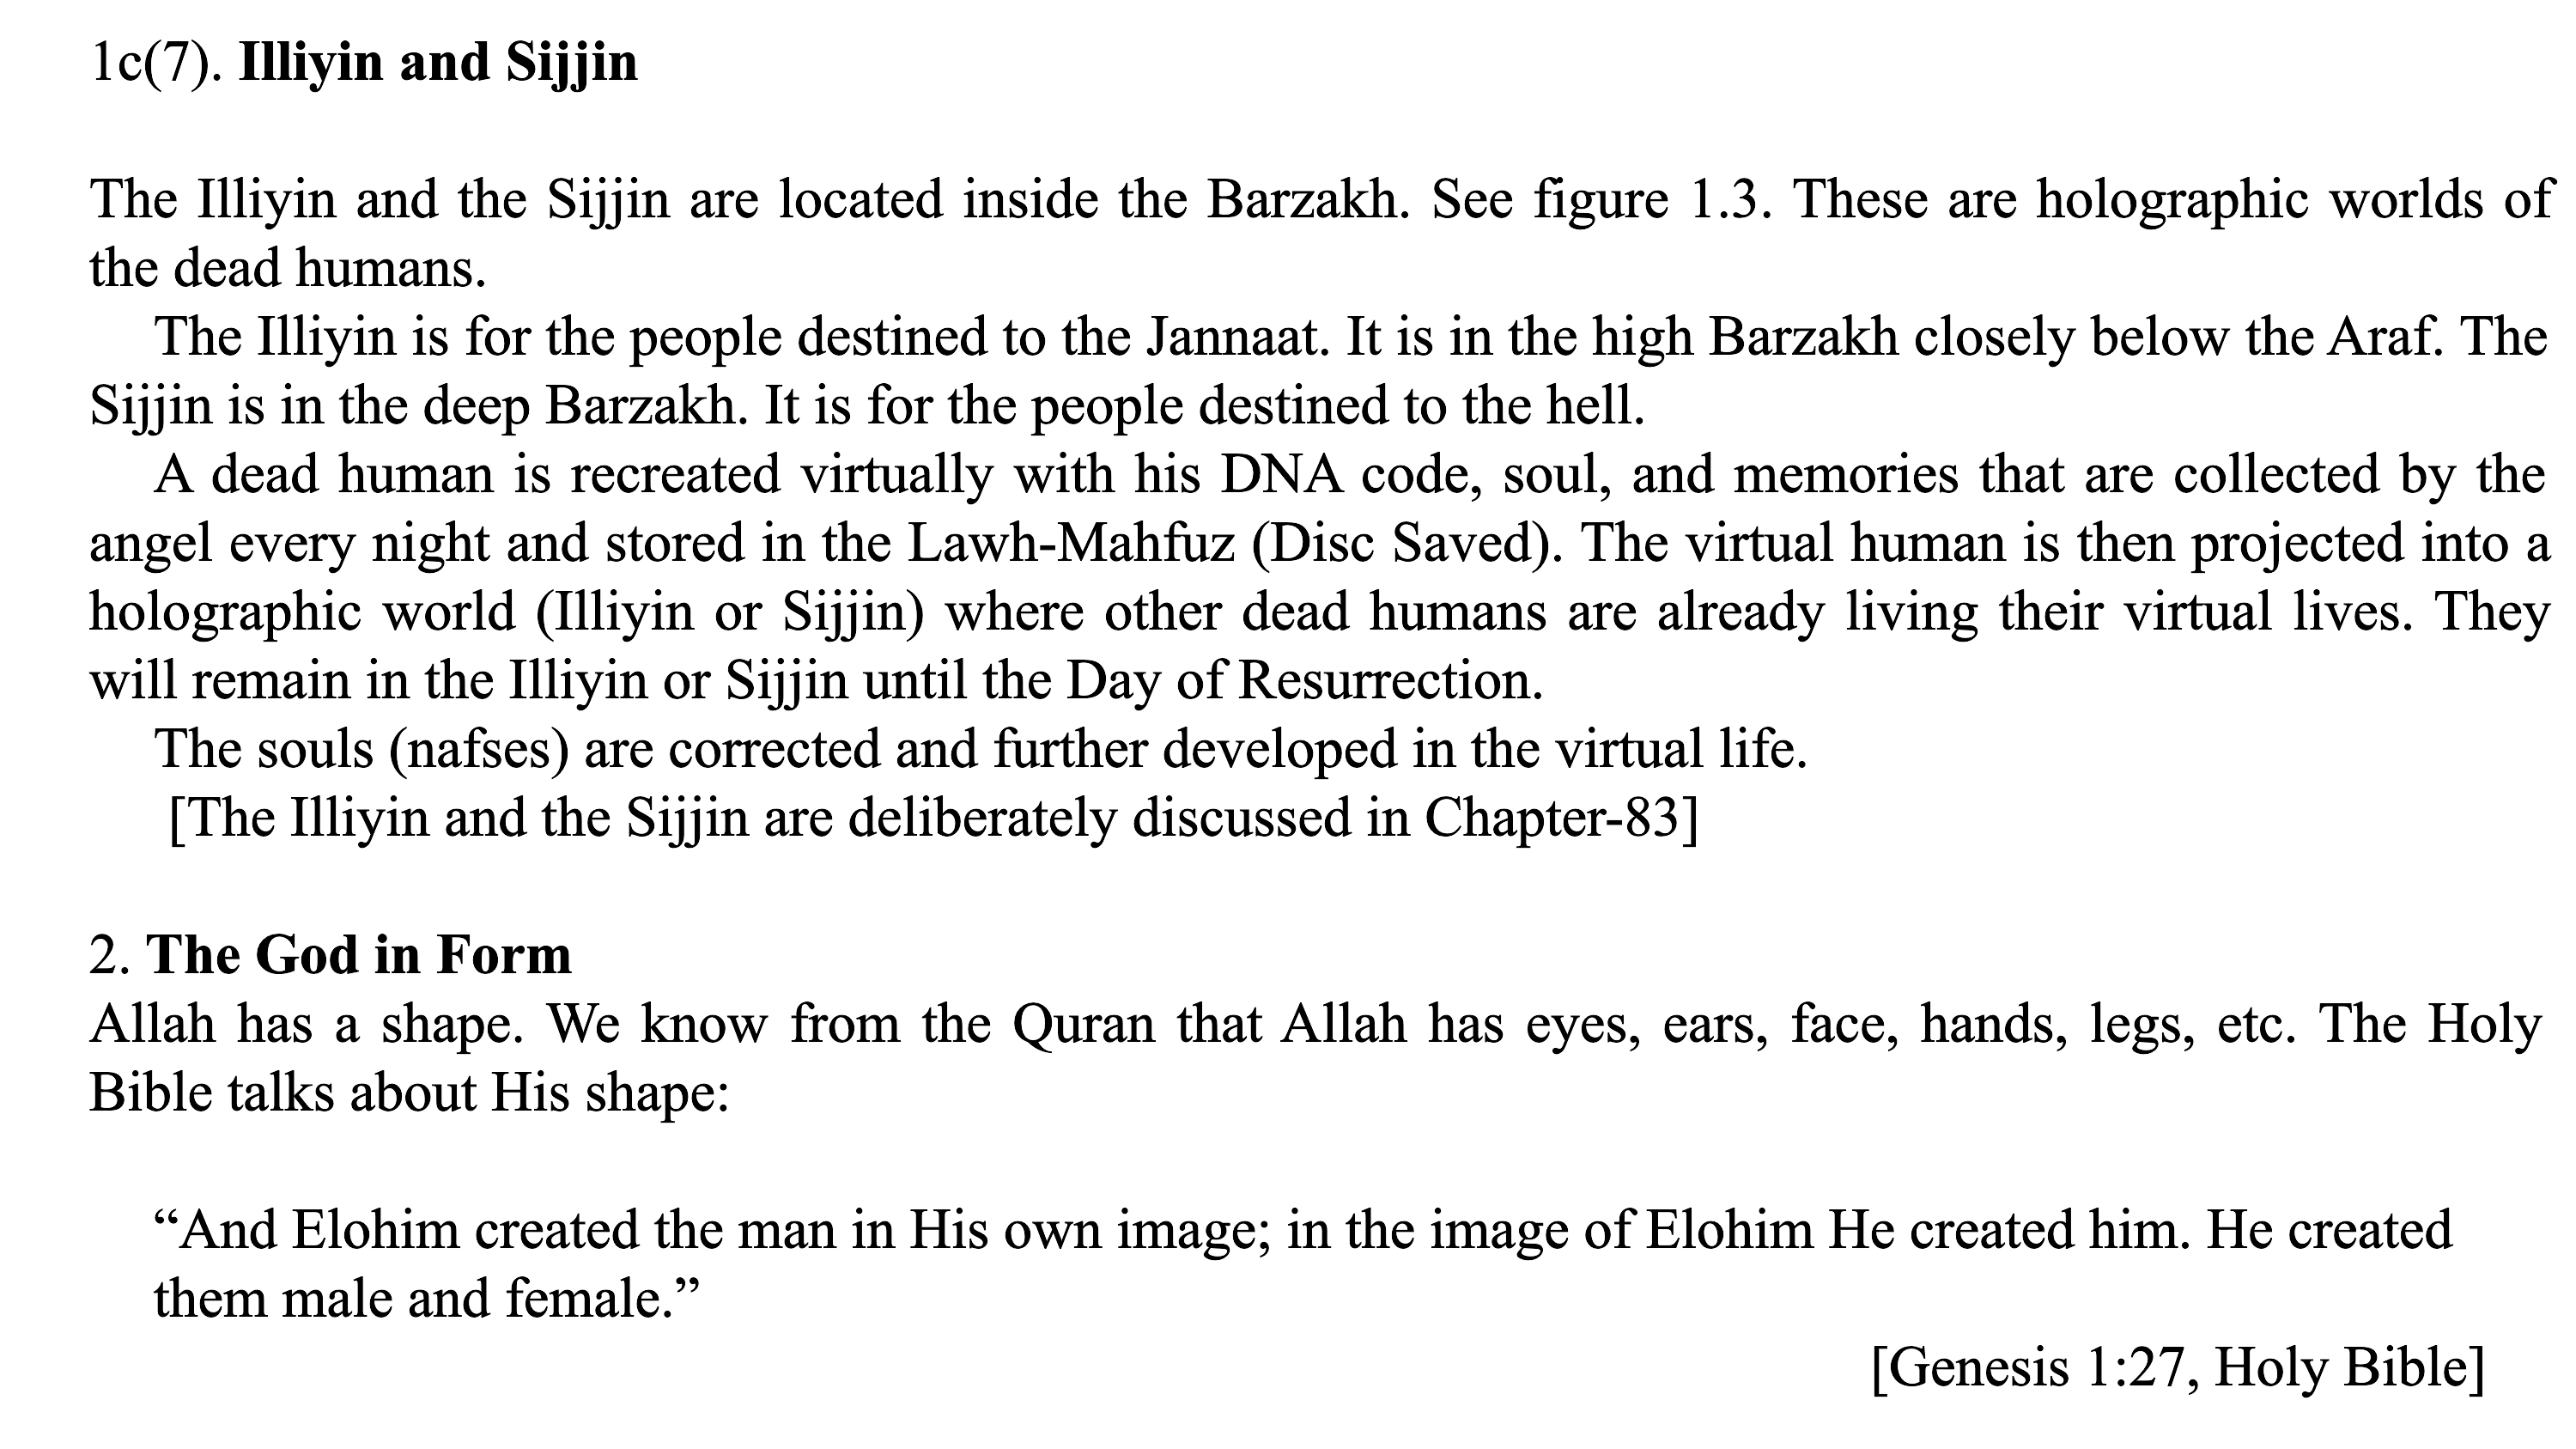 1c(7). Illiyin and Sijjin
The Illiyin and the Sijjin are located inside the Barzakh. See figure 1.3. These are holographic worlds of
the dead humans.
The Illiyin is for the people destined to the Jannaat. It is in the high Barzakh closely below the Araf. The
Sijjin is in the deep Barzakh. It is for the people destined to the hell.
A dead human is recreated virtually with his DNA code, soul, and memories that are collected by the
angel every night and stored in the Lawh-Mahfuz (Disc Saved). The virtual human is then projected into a
holographic world (Illiyin or Sijjin) where other dead humans are already living their virtual lives. They
will remain in the Illiyin or Sijjin until the Day of Resurrection.
The souls (nafses) are corrected and further developed in the virtual life.
[The Illiyin and the Sijjin are deliberately discussed in Chapter-83]
2. The God in Form
Allah has a shape. We know from the Quran that Allah has eyes, ears, face, hands, legs, etc. The Holy
Bible talks about His shape:
“And Elohim created the man in His own image; in the image of Elohim He created him. He created
them male and female.”
[Genesis 1:27, Holy Bible]